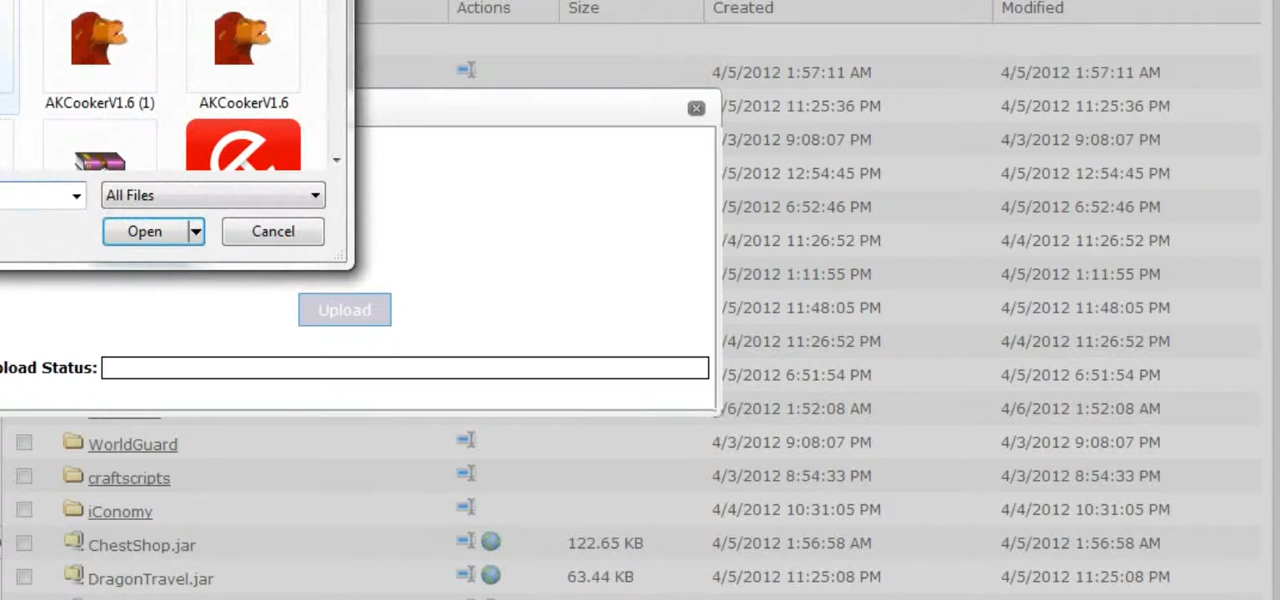 Actions Size Created Modified
4/5/2012 1:57:11 AM 4/5/2012 1:57:11 AM
AKCookerV1.6 (1) AKCookerV1.6
/5/2012 11:25:36 PM 4/5/2012 11:25:36 PM
/3/2012 9:08:07 PM 4/3/2012 9:08:07 PM
/5/2012 12:54:45 PM 4/5/2012 12:54:45 PM
All Files
/5/2012 6:52:46 PM 4/5/2012 6:52:46 PM
Open Cancel
/4/2012 11:26:52 PM 4/4/2012 11:26:52 PM
/5/2012 1:11:55 PM 4/5/2012 1:11:55 PM
Upload
/5/2012 11:48:05 PM 4/5/2012 11:48:05 PM
/4/2012 11:26:52 PM 4/4/2012 11:26:52 PM
pload Status:
/5/2012 6:51:54 PM 4/5/2012 6:51:54 PM
/6/2012 1:52:08 AM 4/6/2012 1:52:08 AM
WorldGuard 4/3/2012 9:08:07 PM 4/3/2012 9:08:07 PM
craftscripts 4/3/2012 8:54:33 PM 4/3/2012 8:54:33 PM
iConomy 4/4/2012 10:31:05 PM 4/4/2012 10:31:05 PM
ChestShop.jar 122.65 KB 4/5/2012 1:56:58 AM 4/5/2012 1:56:58 AM
DragonTravel.jar 63.44 KB 4/5/2012 11:25:08 PM 4/5/2012 11:25:08 PM